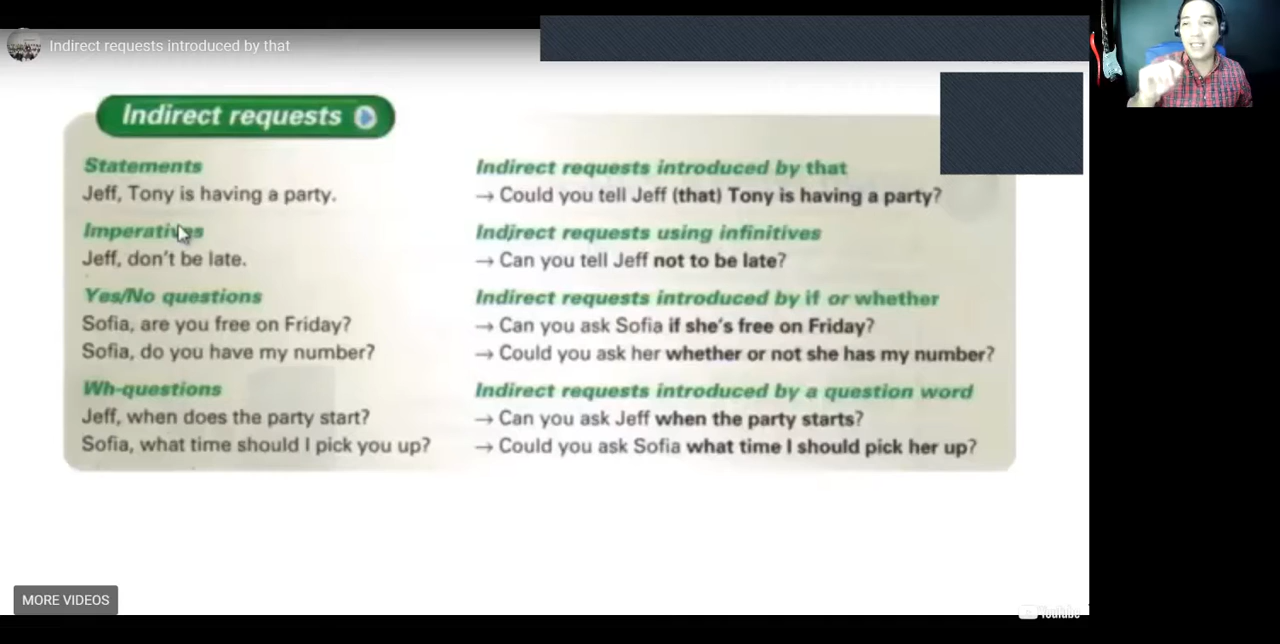 Indirect requests introduced by that
Indirect requests
Statements
Jeff, Tony is having a party.
Indirect requests introduced by that
→ Could you tell Jeff (that) Tony is having a party?
Imperatives
Jeff, don't be late.
Indirect requests using infinitives
→ Can you tell Jeff not to be late?
Yes/No questions
Sofia, are you free on Friday?
Sofia, do you have my number?
Indirect requests introduced by if or whether
→ Can you ask Sofia if she's free on Friday?
→ Could you ask her whether or not she has my number?
Wh-questions
Jeff, when does the party start?
Sofia, what time should I pick you up?
Indirect requests introduced by a question word
→ Can you ask Jeff when the party starts?
→ Could you ask Sofia what time I should pick her up?
MORE VIDEOS
YouTube